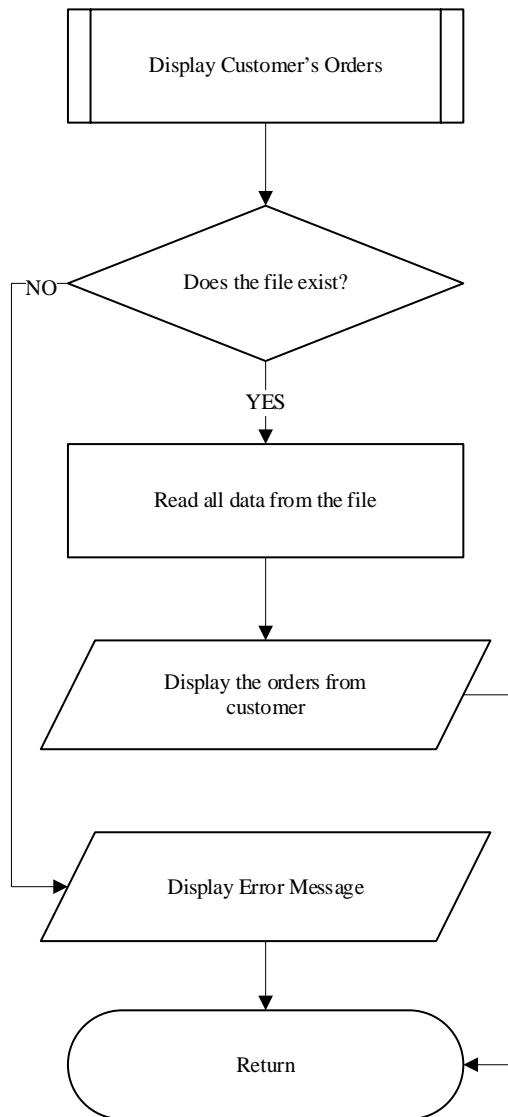 Display Customer’s Orders
Does the file exist?
NO
YES
Read all data from the file
Display the orders from
customer
Display Error Message
Return